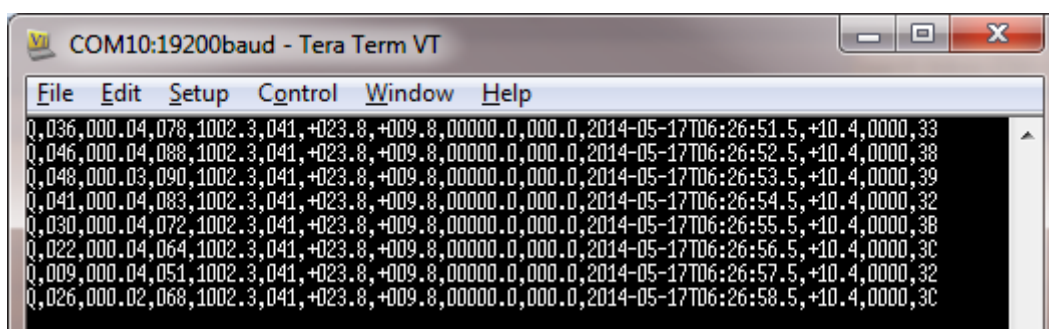 COM10:19200baud - Tera Term VT
File Edit Setup Control Window Help
Q,036,000.04,078,1002.3,041,+023.8,+009.8,00000.0,000.0,2014-05-17T06:26:51.5,+10.4,0000,33
Q,046,000.04,088,1002.3,041,+023.8,+009.8,00000.0,000.0,2014-05-17T06:26:52.5,+10.4,0000,38
Q,048,000.03,090,1002.3,041,+023.8,+009.8,00000.0,000.0,2014-05-17T06:26:53.5,+10.4,0000,39
Q,041,000.04,083,1002.3,041,+023.8,+009.8,00000.0,000.0,2014-05-17T06:26:54.5,+10.4,0000,32
Q,030,000.04,072,1002.3,041,+023.8,+009.8,00000.0,000.0,2014-05-17T06:26:55.5,+10.4,0000,3B
Q,022,000.04,064,1002.3,041,+023.8,+009.8,00000.0,000.0,2014-05-17T06:26:56.5,+10.4,0000,3C
Q,009,000.04,051,1002.3,041,+023.8,+009.8,00000.0,000.0,2014-05-17T06:26:57.5,+10.4,0000,32
Q,026,000.02,068,1002.3,041,+023.8,+009.8,00000.0,000.0,2014-05-17T06:26:58.5,+10.4,0000,3C